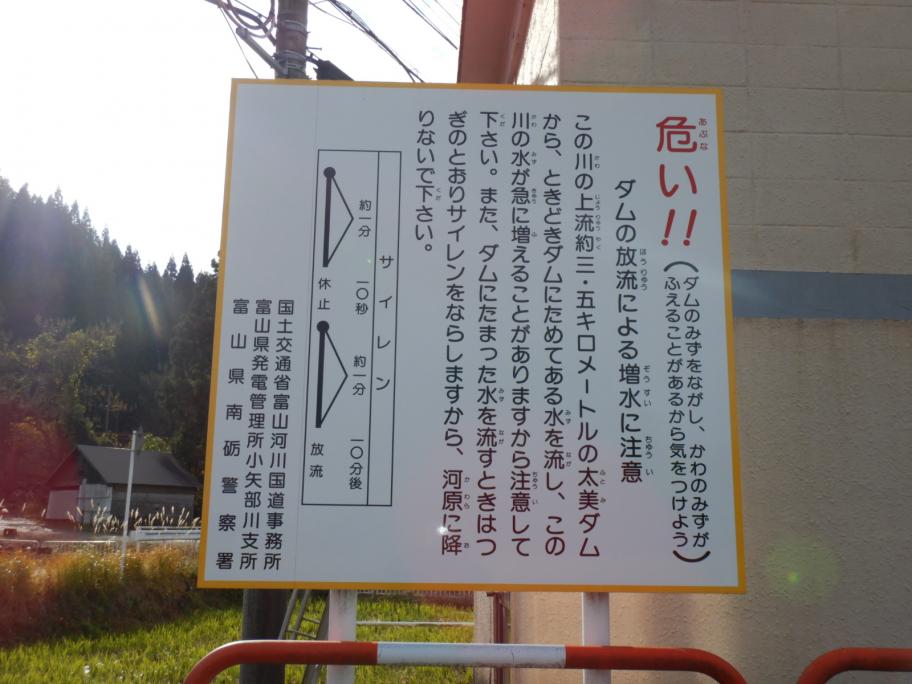 危い!!
(ダムのみずをながし、かわのみずが
ふえることがあるから気をつけよう)
ダムの放流による増水に注意
この川の上流約三・五キロメートルの太美ダム
から、ときどきダムにためてある水を流し、この
川の水が急に増えることがありますから注意して
下さい。また、ダムにたまった水を流すときはつ
ぎのとおりサイレンをならしますから、河原に降
りないで下さい。
サイレン
約一分
一〇秒
約一分
一〇分後
休止
放流
国土交通省富山河川国道事務所
富山県発電管理所小矢部川支所
富山県南砺警察署